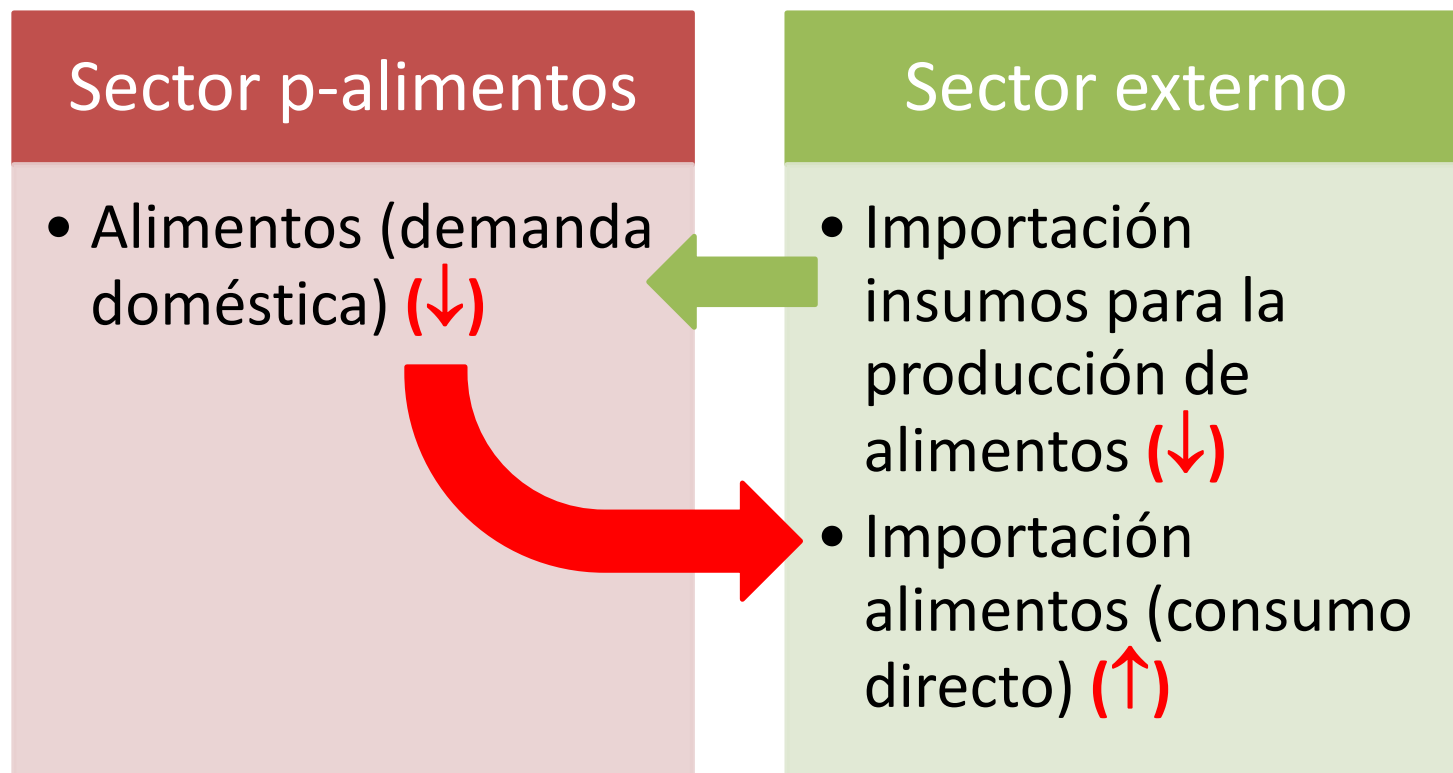 Sector p-alimentos
• Alimentos (demanda
doméstica) (↓)
Sector externo
• Importación
insumos para la
producción de
alimentos (↓)
• Importación
alimentos (consumo
directo) (↑)